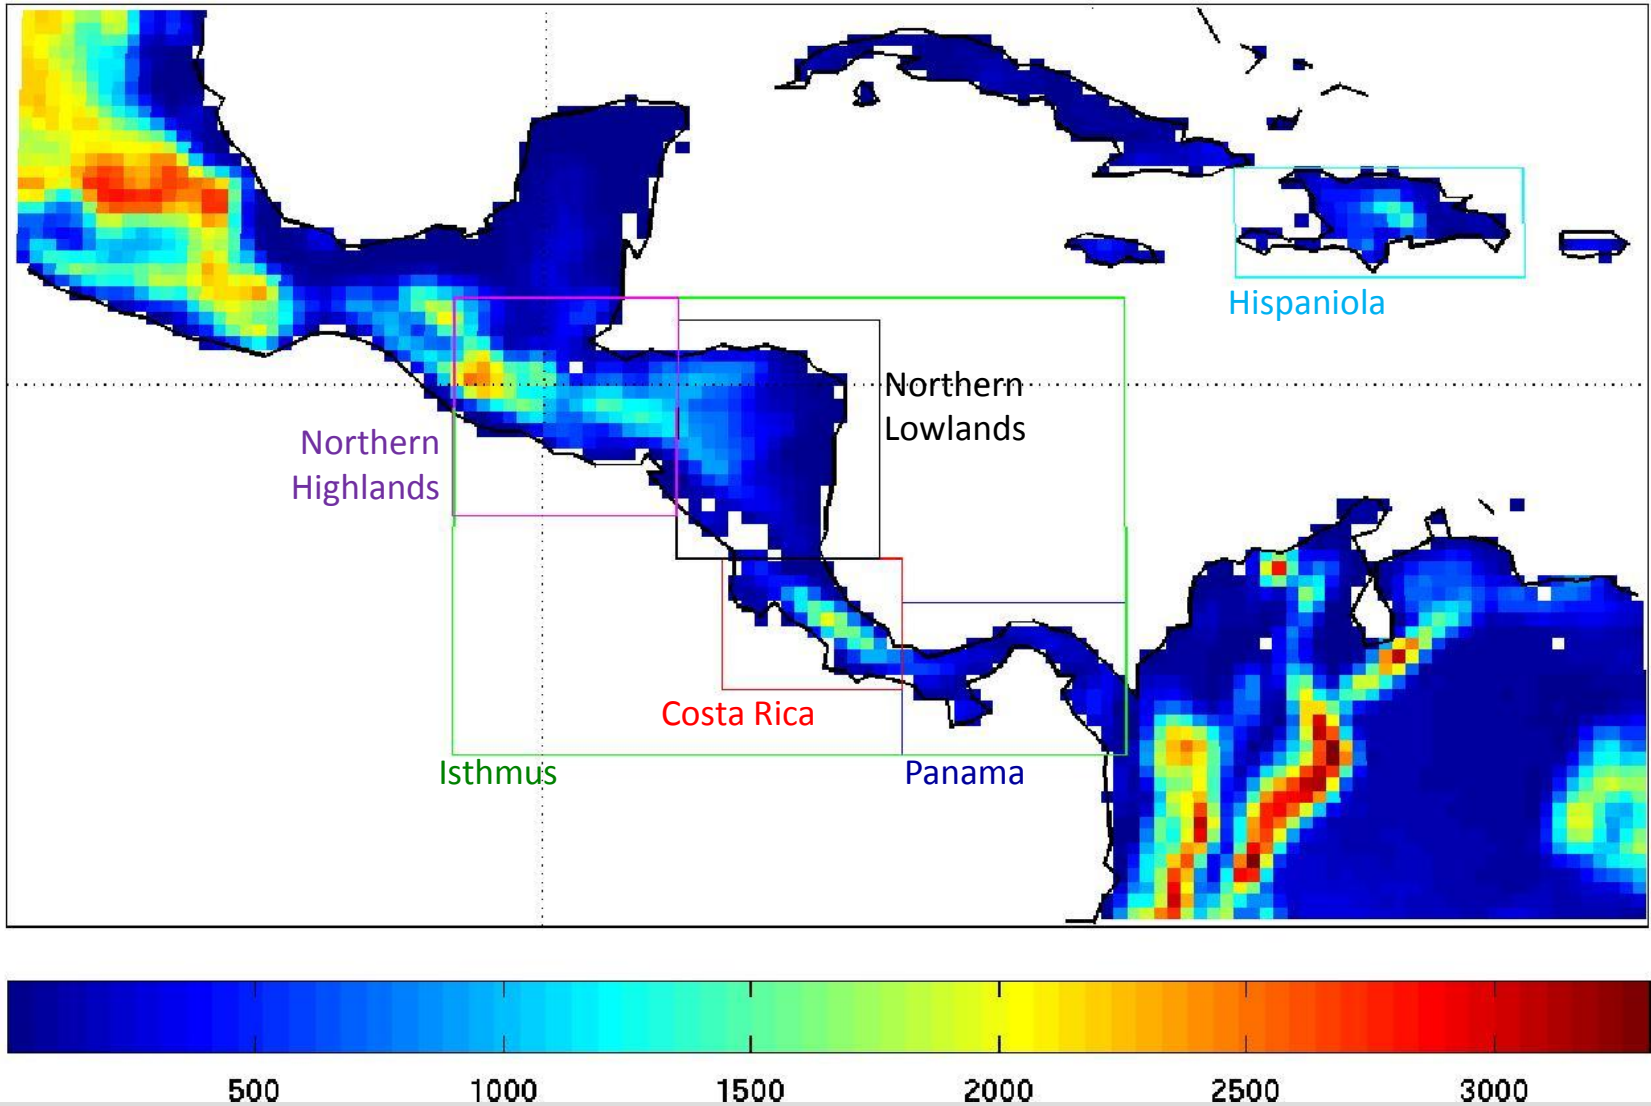 Hispaniola
Northern
Lowlands
Northern
Highlands
Costa Rica
Isthmus
Panama
500 1000 1500 2000 2500 3000